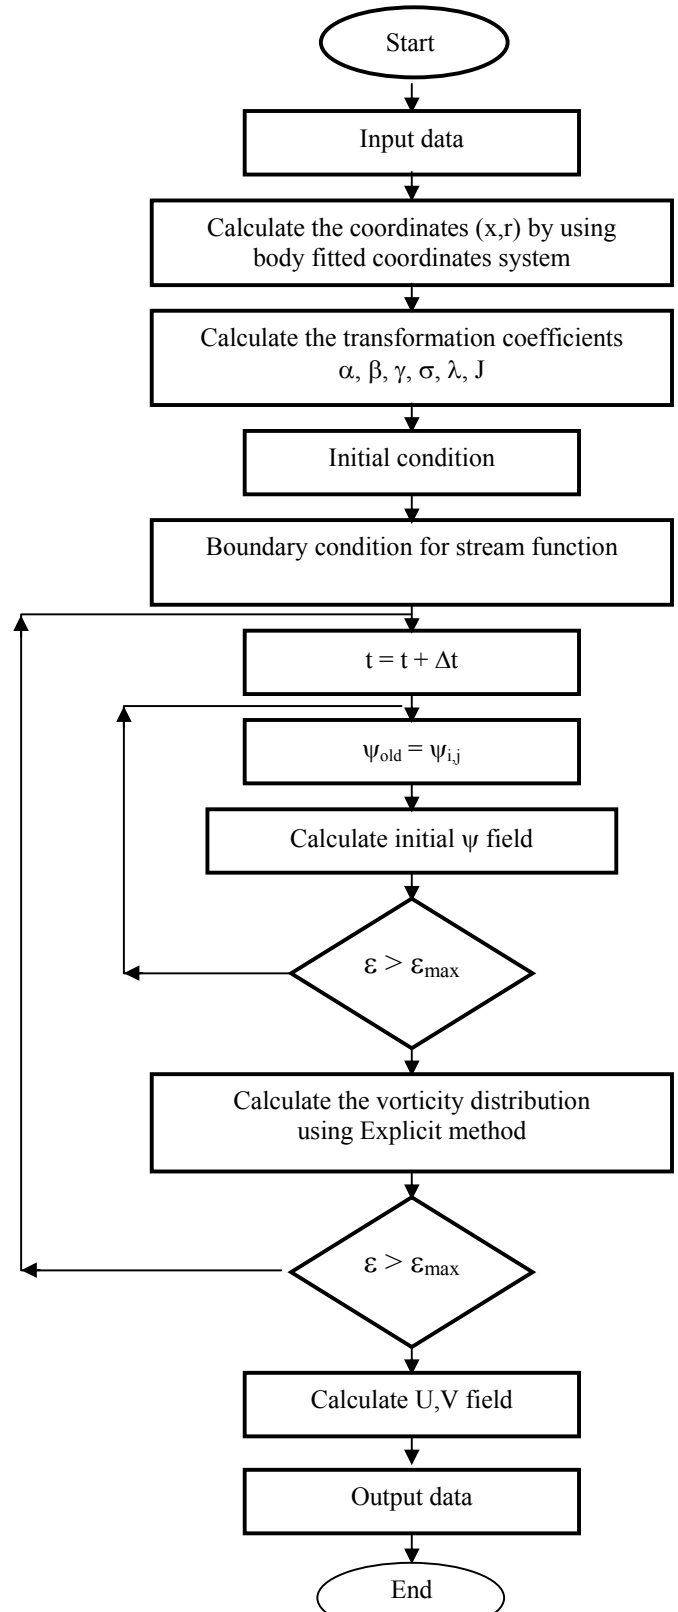 Start
Input data
Calculate the coordinates (x,r) by using
body fitted coordinates system
Calculate the transformation coefficients
α, β, γ, σ, λ, J
Initial condition
Boundary condition for stream function
t = t + Δt
ψold = ψi,j
Calculate initial ψ field
ε > εmax
Calculate the vorticity distribution
using Explicit method
ε > εmax
Calculate U,V field
Output data
End